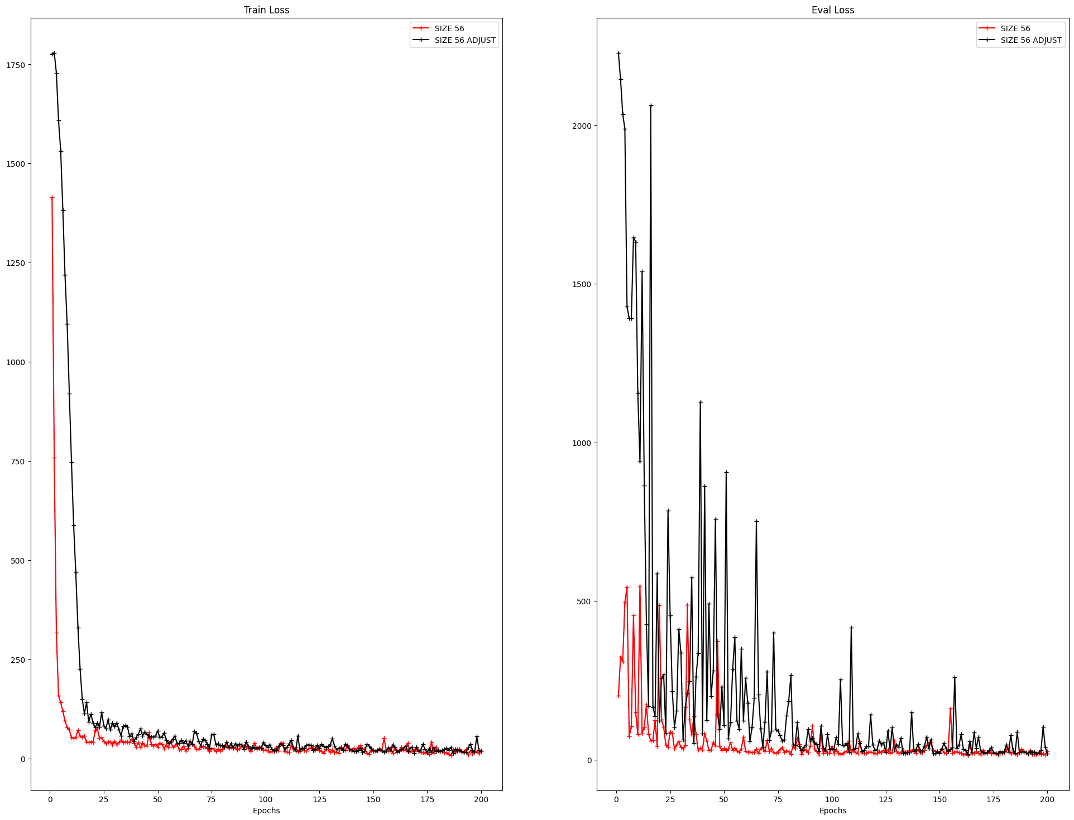 Train Loss
SIZE 56
SIZE 56 ADJUST
1750
1500
1250
1000
750
500
250
0
0 25 50 75 100 125 150 175 200
Epochs
Eval Loss
SIZE 56
SIZE 56 ADJUST
2000
1500
1000
500
0
0 25 50 75 100 125 150 175 200
Epochs